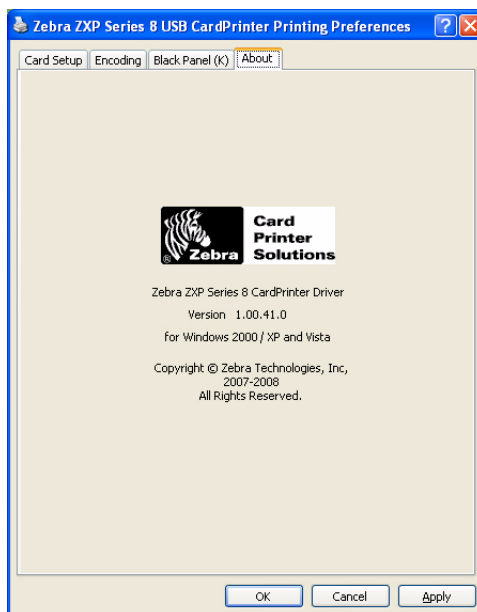 Zebra ZXP Series 8 USB CardPrinter Printing Preferences
Card Setup Encoding Black Panel (K) About
Zebra
®
Card
Printer
Solutions
Zebra ZXP Series 8 CardPrinter Driver
Version 1.00.41.0
for Windows 2000 / XP and Vista
Copyright © Zebra Technologies, Inc,
2007-2008
All Rights Reserved.
OK Cancel Apply